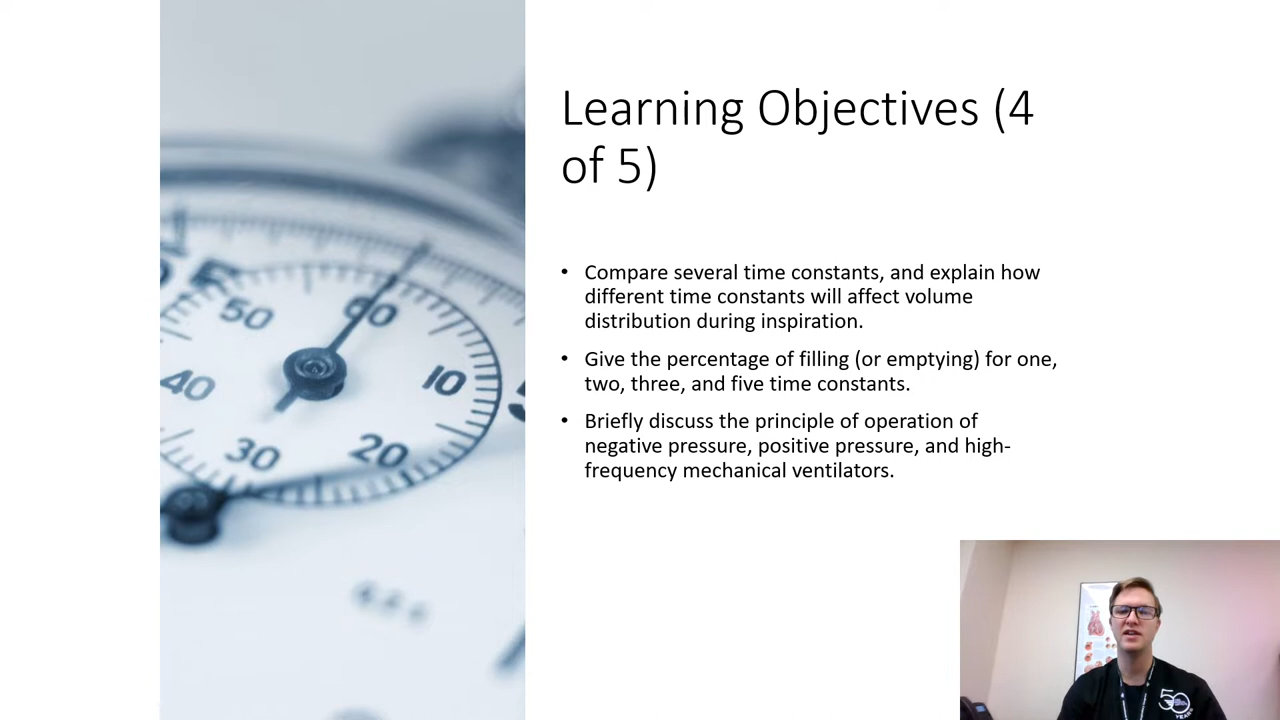 Learning Objectives (4
of 5)
• Compare several time constants, and explain how
different time constants will affect volume
distribution during inspiration.
• Give the percentage of filling (or emptying) for one,
two, three, and five time constants.
• Briefly discuss the principle of operation of
negative pressure, positive pressure, and high-
frequency mechanical ventilators.
60
50
10
40
30
20
50
YEARS